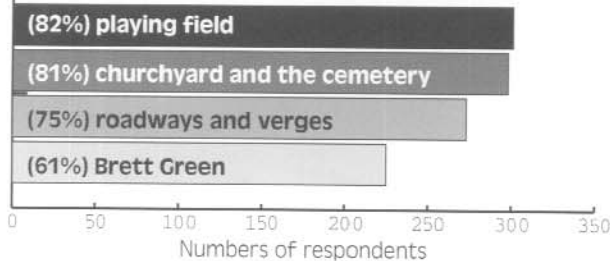 (82%) playing field
(81%) churchyard and the cemetery
(75%) roadways and verges
(61%) Brett Green
0 50 100 150 200 250 300 350
Numbers of respondents